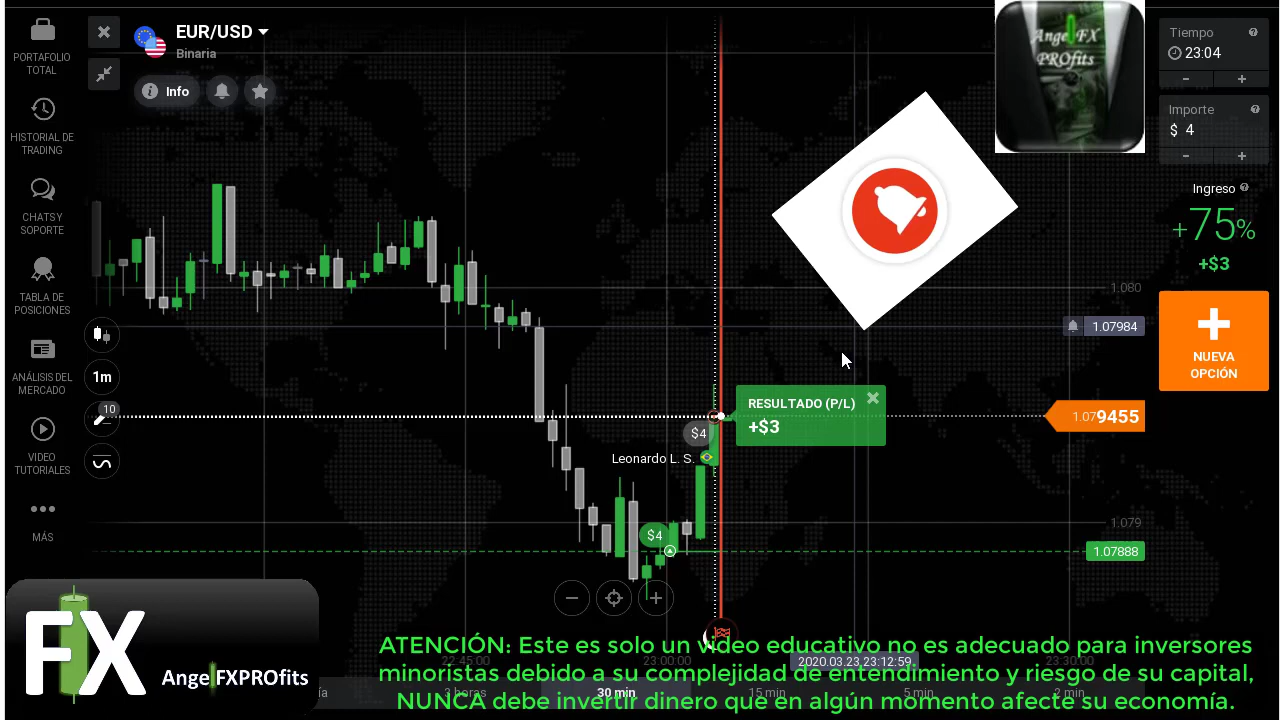 EUR/USD
Binaria
Info
PORTAFOLIO
TOTAL
HISTORIAL DE
TRADING
CHATS Y
SOPORTE
TABLA DE
POSICIONES
ANÁLISIS DEL
MERCADO
VIDEO
TUTORIALES
MÁS
1m
10
Ange FX
PROfits
Tiempo
23:04
Importe
$ 4
Ingreso
+75%
+$3
NUEVA
OPCIÓN
1.080
1.07984
RESULTADO (P/L)
+$3
1.079455
$4
Leonardo L. S.
1.079
$4
1.07888
FX
AngelFXPROfits
22:45:00
23:00:00
2020.03.23 23:12:59
23:30:00
ATENCIÓN: Este es solo un video educativo no es adecuado para inversores
minoristas debido a su complejidad de entendimiento y riesgo de su capital,
NUNCA debe invertir dinero que en algún momento afecte su economía.
3 horas
30 min
15 min
5 min
2 min